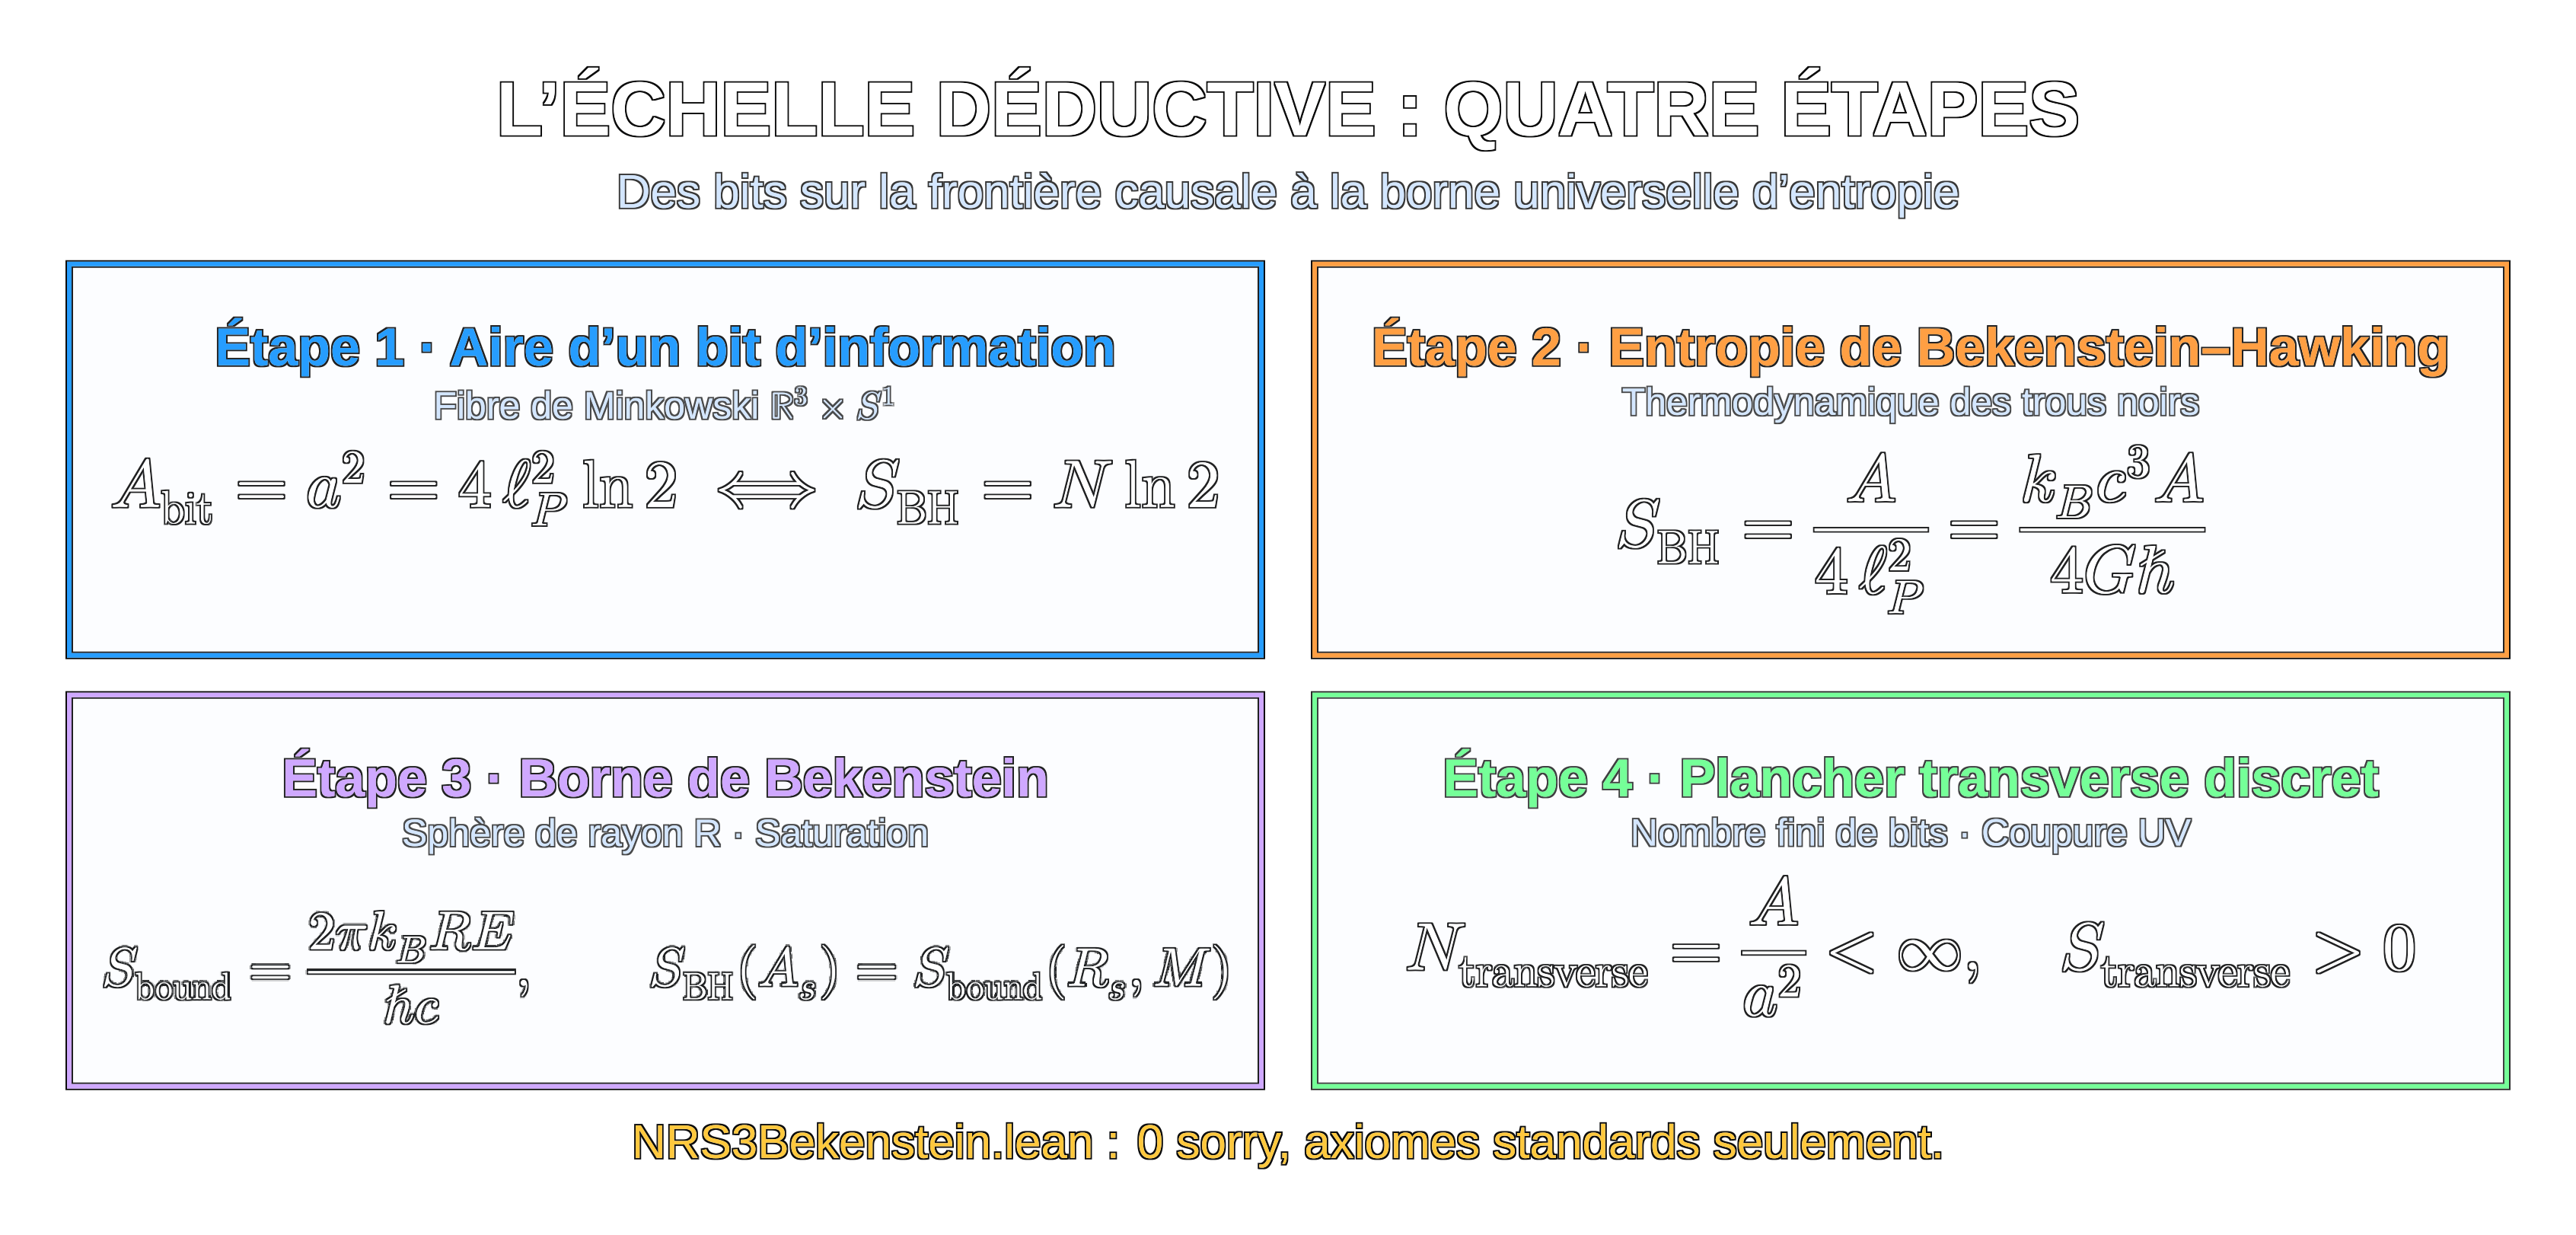 L’ÉCHELLE DÉDUCTIVE : QUATRE ÉTAPES
Des bits sur la frontière causale à la borne universelle d’entropie
Étape 1 · Aire d’un bit d’information
Fibre de Minkowski ℝ³ × S¹
A_bit = a² = 4 ℓ_P² ln 2 ⟺ S_BH = N ln 2
Étape 2 · Entropie de Bekenstein–Hawking
Thermodynamique des trous noirs
S_BH = A / (4 ℓ_P²) = k_B c³ A / (4Għ)
Étape 3 · Borne de Bekenstein
Sphère de rayon R · Saturation
S_bound = 2πk_B RE / (ħc), S_BH(A_s) = S_bound(R_s, M)
Étape 4 · Plancher transverse discret
Nombre fini de bits · Coupure UV
N_transverse = A / a² < ∞, S_transverse > 0
NRS3Bekenstein.lean : 0 sorry, axiomes standards seulement.